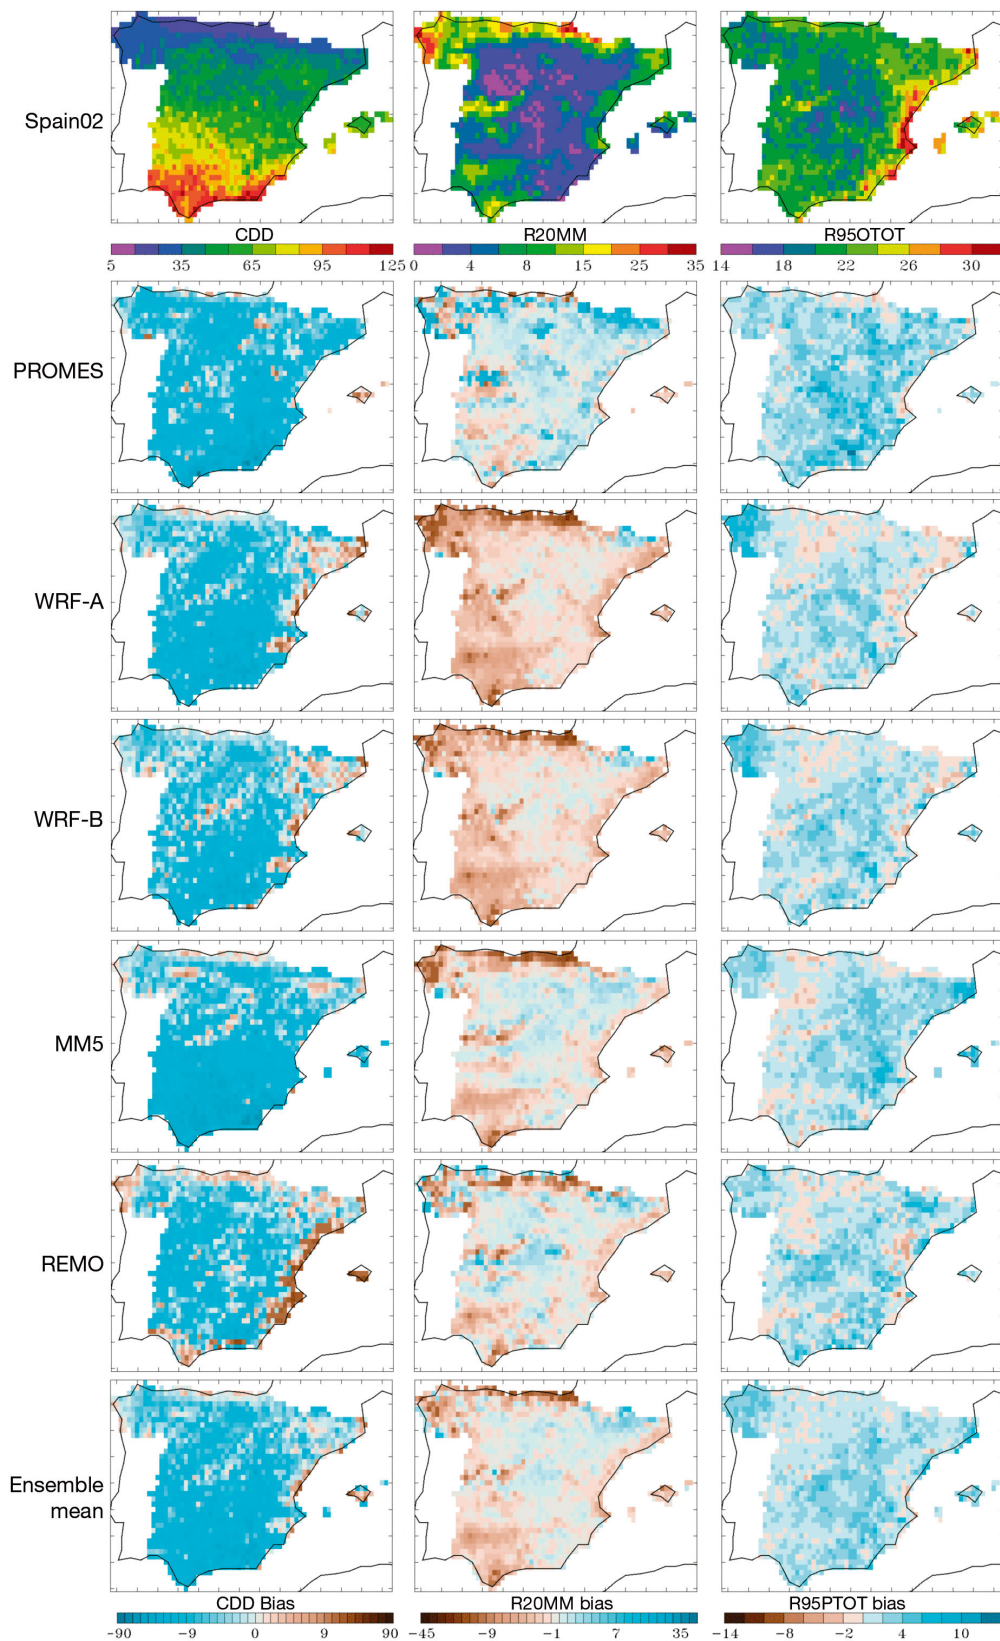 Spain02
CDD
R20MM
R95OTOT
5 35 65 95 125
0 4 8 15 25 35
14 18 22 26 30
PROMES
WRF-A
WRF-B
MM5
REMO
Ensemble
mean
CDD Bias
R20MM bias
R95PTOT bias
−90 −9 0 9 90
−45 −9 −1 7 35
−14 −8 −2 4 10